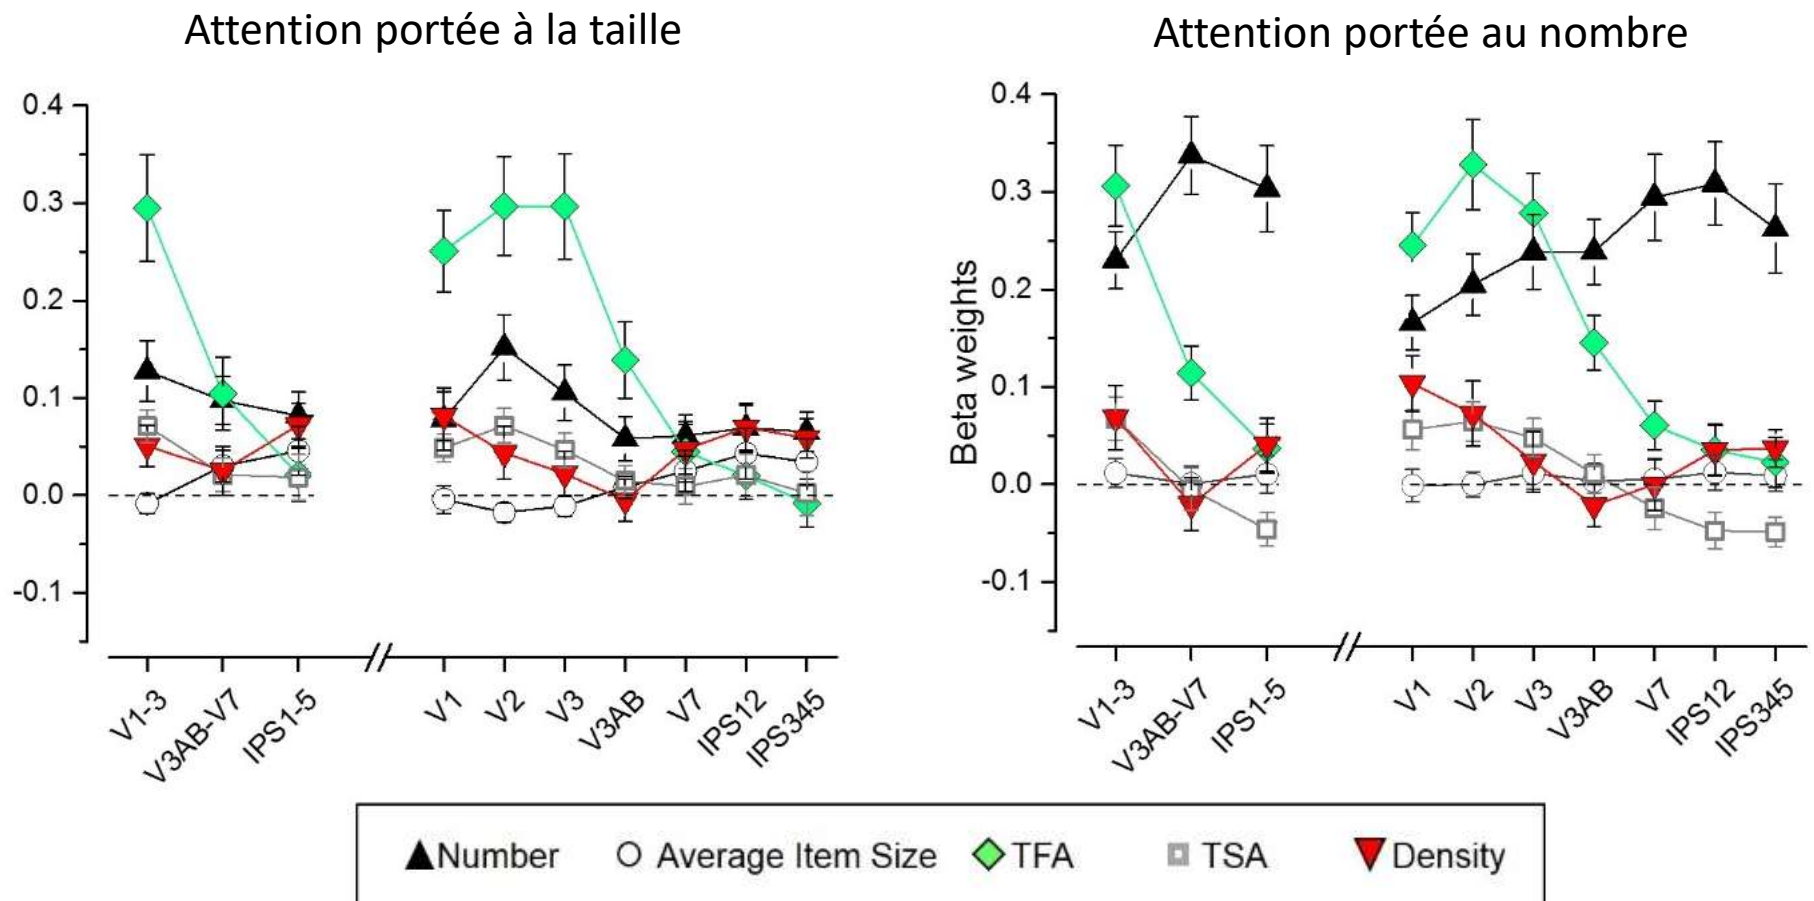 Attention portée à la taille
Attention portée au nombre
0.4
0.3
0.2
0.1
0.0
-0.1
V1-3
V3AB-V7
IPS1-5
V1
V2
V3
V3AB
V7
IPS12
IPS345
Beta weights
0.4
0.3
0.2
0.1
0.0
-0.1
V1-3
V3AB-V7
IPS1-5
V1
V2
V3
V3AB
V7
IPS12
IPS345
Number Average Item Size TFA TSA Density